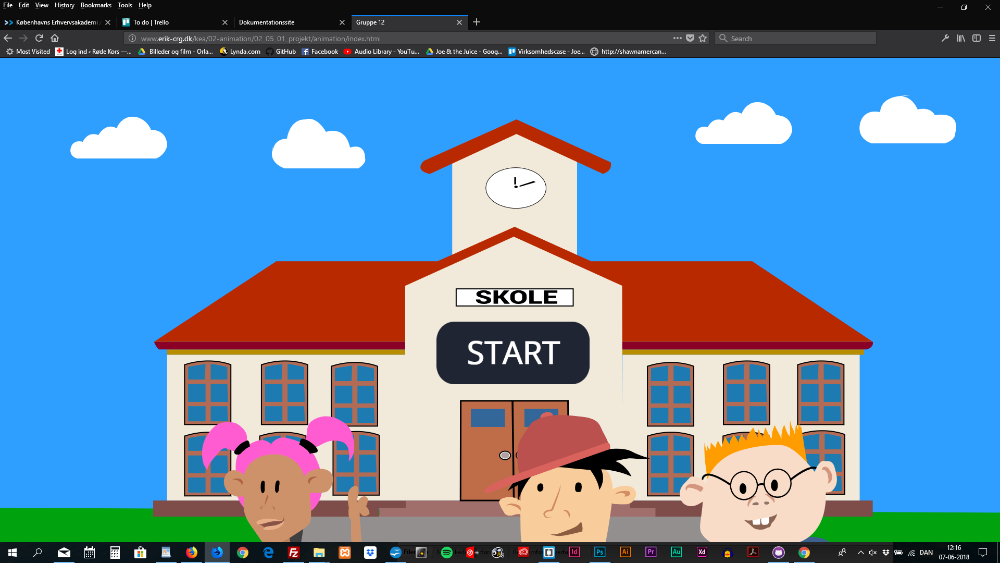 File Edit View History Bookmarks Tools Help
Københavns Erhvervsakademi
To do | Trello
Dokumentationssite
Gruppe 12
www.erik-crg.dk/kea/02-animation/02_05_01_projekt/animation/index.htm
Search
Most Visited
Log ind ‹ Røde Kors —...
Billeder og film - Orla...
Lynda.com
GitHub
Facebook
Audio Library - YouTu...
Joe & the Juice - Goog...
Virksomhedscase - Joe...
http://shawnamercan...
SKOLE
START
DAN
12:16
07-06-2018